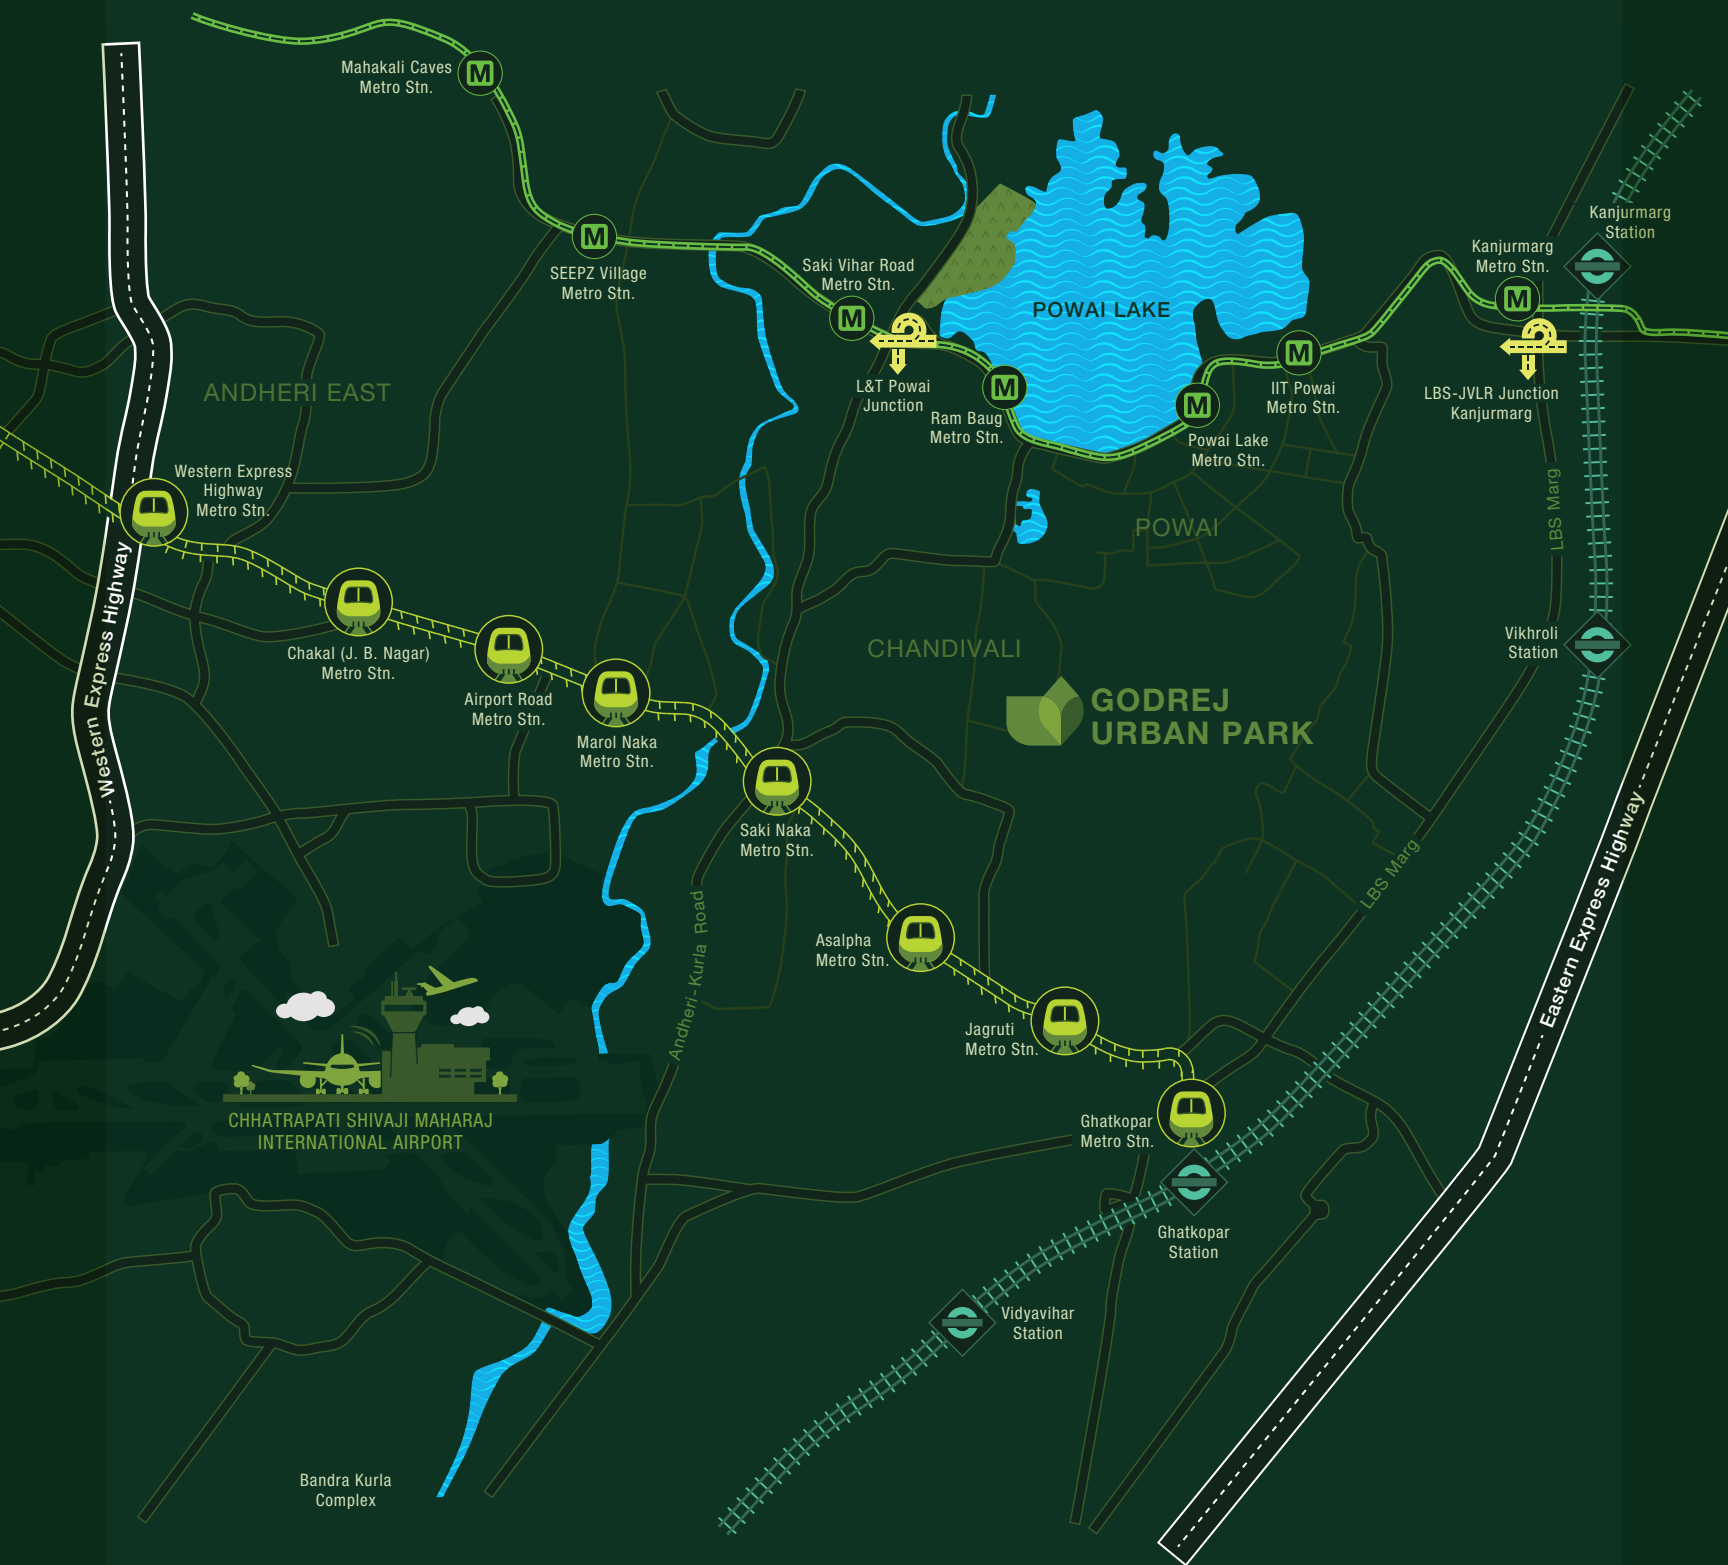 Mahakali Caves
Metro Stn.
M
Kanjurmarg
Station
M
SEEPZ Village
Metro Stn.
Saki Vihar Road
Metro Stn.
M
Kanjurmarg
Metro Stn.
M
POWAI LAKE
L&T Powai
Junction
M
Ram Baug
Metro Stn.
M
Powai Lake
Metro Stn.
M
IIT Powai
Metro Stn.
LBS-JVLR Junction
Kanjurmarg
ANDHERI EAST
Western Express
Highway
Metro Stn.
LBS Marg
POWAI
Western Express Highway
Chakal (J. B. Nagar)
Metro Stn.
Airport Road
Metro Stn.
Marol Naka
Metro Stn.
CHANDIVALI
Vikhroli
Station
GODREJ
URBAN PARK
Saki Naka
Metro Stn.
LBS Marg
Eastern Express Highway
Andheri-Kurla Road
Asalpha
Metro Stn.
Jagruti
Metro Stn.
CHHATRAPATI SHIVAJI MAHARAJ
INTERNATIONAL AIRPORT
Ghatkopar
Metro Stn.
Ghatkopar
Station
Vidyavihar
Station
Bandra Kurla
Complex